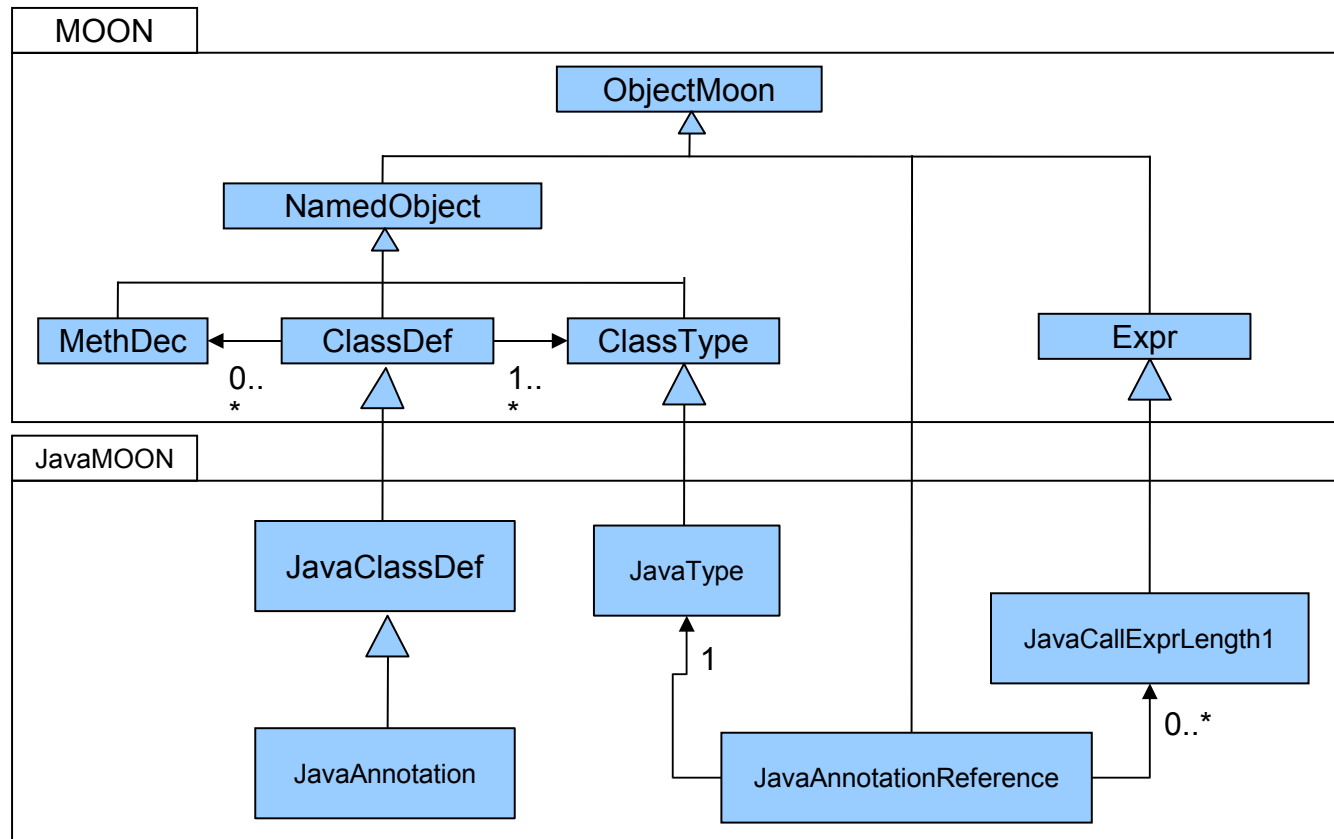 MOON
ObjectMoon
NamedObject
MethDec
ClassDef
ClassType
Expr
0..
*
1..
*
JavaMOON
JavaClassDef
JavaType
JavaCallExprLength1
1
0..*
JavaAnnotation
JavaAnnotationReference